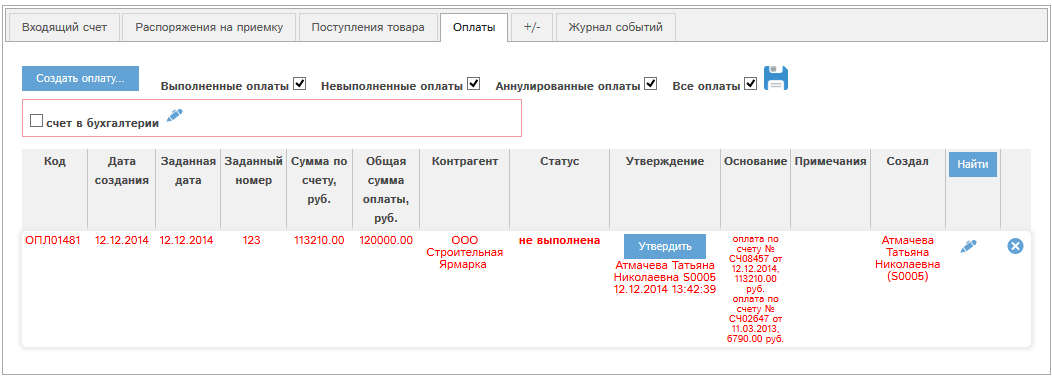 Входящий счет Распоряжения на приемку Поступления товара Оплаты +/- Журнал событий
Создать оплату... Выполненные оплаты Невыполненные оплаты Аннулированные оплаты Все оплаты
счет в бухгалтерии
Код Дата создания Заданная дата Заданный номер Сумма по счету, руб. Общая сумма оплаты, руб. Контрагент Статус Утверждение Основание Примечания Создал Найти
ОПЛ01481
12.12.2014
12.12.2014
123
113210.00
120000.00
ООО
Строительная
Ярмарка
не выполнена
Утвердить
Атмачева Татьяна
Николаевна S0005
12.12.2014 13:42:39
оплата по
счету №
СЧ08457 от
12.12.2014,
113210.00
руб.
оплата по
счету №
СЧ02647 от
11.03.2013,
6790.00 руб.
Атмачева
Татьяна
Николаевна
(S0005)